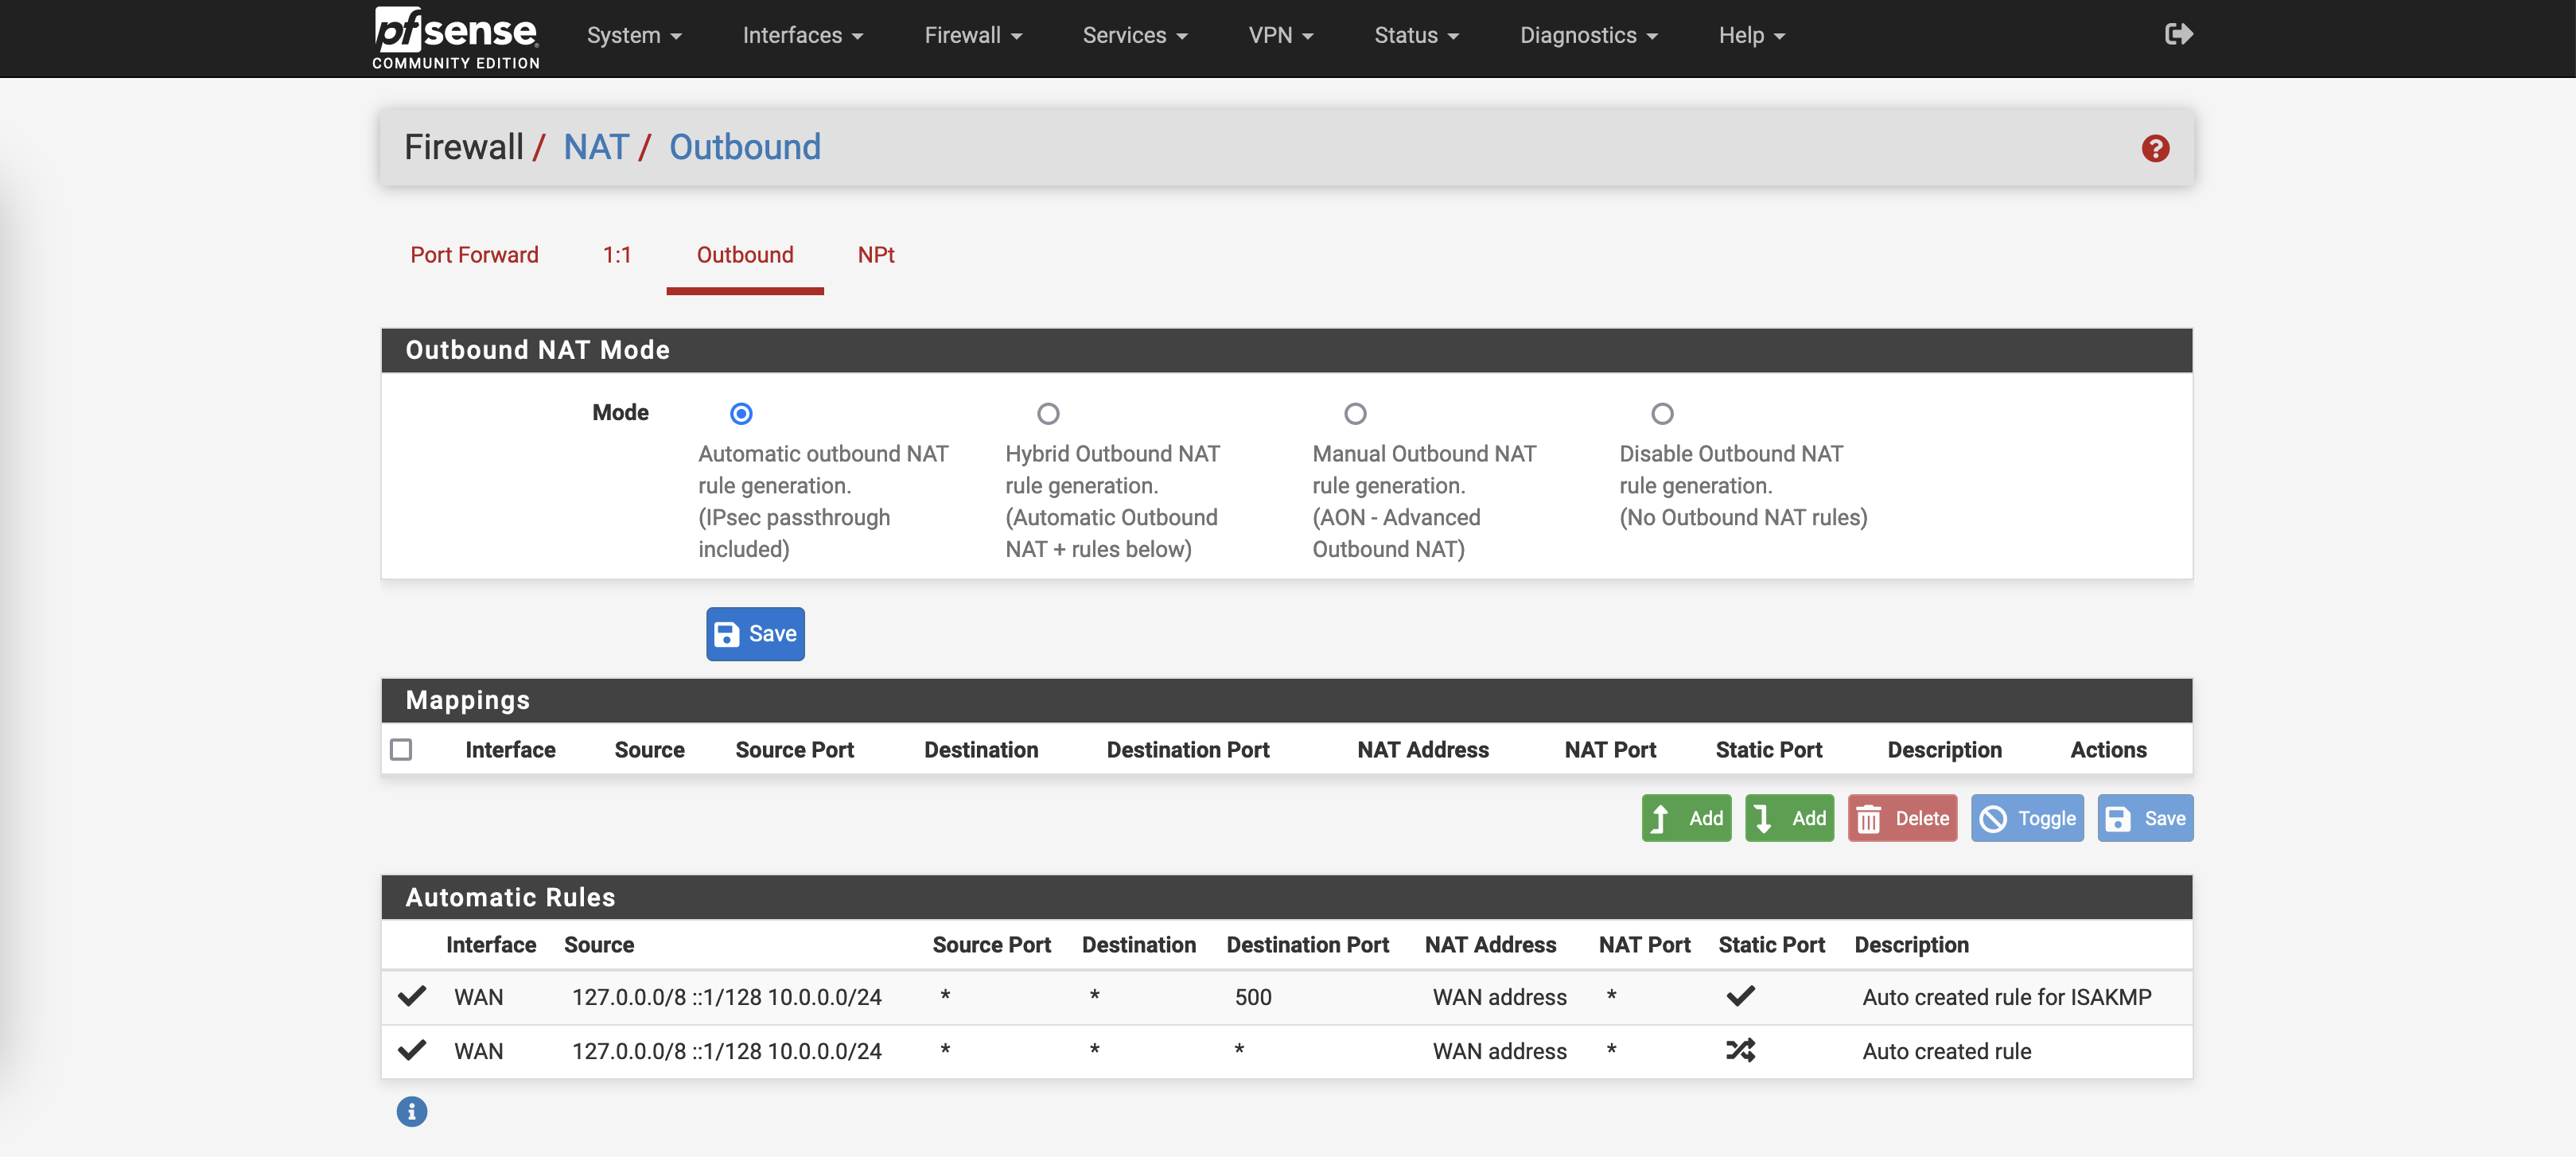 pfsense
COMMUNITY EDITION
System
Interfaces
Firewall
Services
VPN
Status
Diagnostics
Help
Firewall / NAT / Outbound
Port Forward
1:1
Outbound
NPt
Outbound NAT Mode
Mode
Automatic outbound NAT
rule generation.
(IPsec passthrough
included)
Hybrid Outbound NAT
rule generation.
(Automatic Outbound
NAT + rules below)
Manual Outbound NAT
rule generation.
(AON - Advanced
Outbound NAT)
Disable Outbound NAT
rule generation.
(No Outbound NAT rules)
Save
Mappings
Interface Source Source Port Destination Destination Port NAT Address NAT Port Static Port Description Actions
Add Add Delete Toggle Save
Automatic Rules
Interface Source Source Port Destination Destination Port NAT Address NAT Port Static Port Description
WAN 127.0.0.0/8 ::1/128 10.0.0.0/24 * * 500 WAN address * Auto created rule for ISAKMP
WAN 127.0.0.0/8 ::1/128 10.0.0.0/24 * * * WAN address * Auto created rule